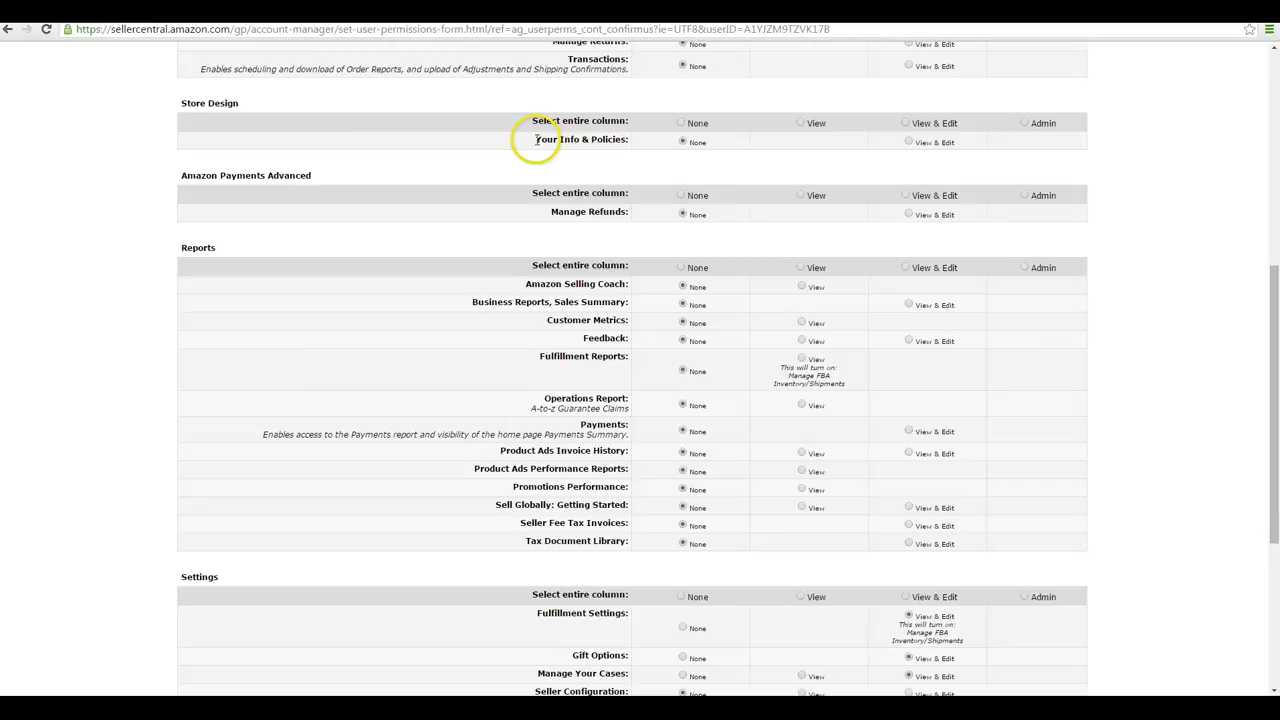 https://sellercentral.amazon.com/gp/account-manager/set-user-permissions-form.html/ref=ag_userperms_cont_confirmus?ie=UTF8&userID=A1YJZM9TZVK17B
Manage Returns: None View & Edit
Transactions: None View & Edit
Enables scheduling and download of Order Reports, and upload of Adjustments and Shipping Confirmations.
Store Design
Select entire column: None View View & Edit Admin
Your Info & Policies: None View & Edit
Amazon Payments Advanced
Select entire column: None View View & Edit Admin
Manage Refunds: None View & Edit
Reports
Select entire column: None View View & Edit Admin
Amazon Selling Coach: None View
Business Reports, Sales Summary: None View & Edit
Customer Metrics: None View
Feedback: None View View & Edit
Fulfillment Reports: None View
This will turn on:
Manage FBA
Inventory/Shipments
Operations Report: None View
A-to-z Guarantee Claims
Payments: None View & Edit
Enables access to the Payments report and visibility of the home page Payments Summary.
Product Ads Invoice History: None View View & Edit
Product Ads Performance Reports: None View
Promotions Performance: None View
Sell Globally: Getting Started: None View View & Edit
Seller Fee Tax Invoices: None View & Edit
Tax Document Library: None View & Edit
Settings
Select entire column: None View View & Edit Admin
Fulfillment Settings: None View & Edit
This will turn on:
Manage FBA
Inventory/Shipments
Gift Options: None View & Edit
Manage Your Cases: None View View & Edit
Seller Configuration: None View View & Edit